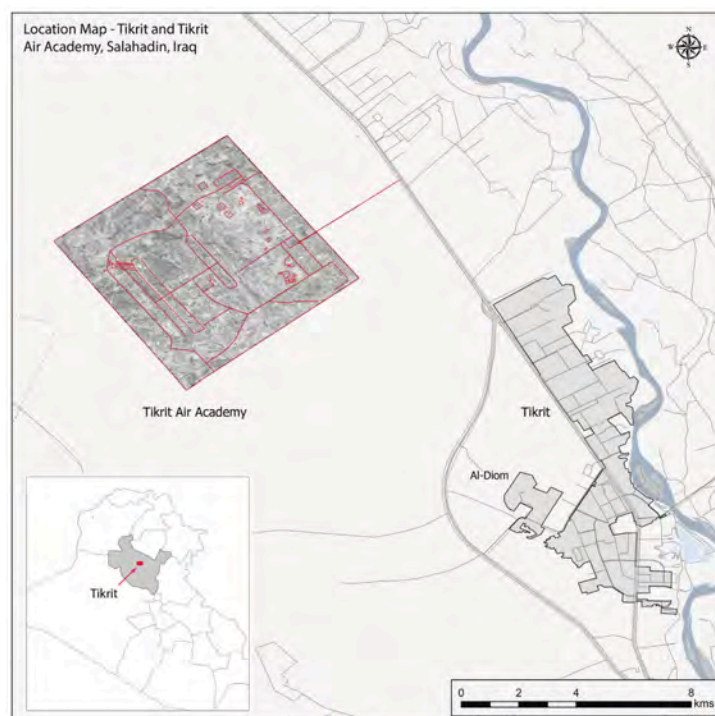 Location Map - Tikrit and Tikrit
Air Academy, Salahadin, Iraq
N
W E
S
Tikrit Air Academy
Tikrit
Al-Diom
Tikrit
0 2 4 8
kms